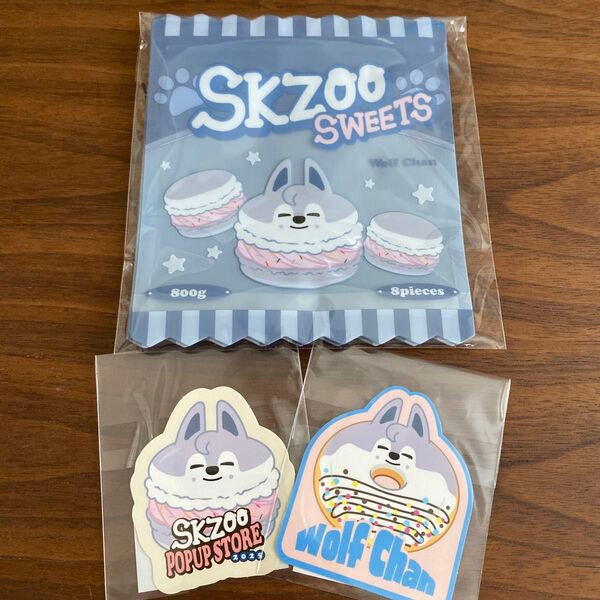 SKZOO
SWEETS
Wolf Chan
800g
8pieces
SKZOO
POPUP STORE
2024
Wolf Chan